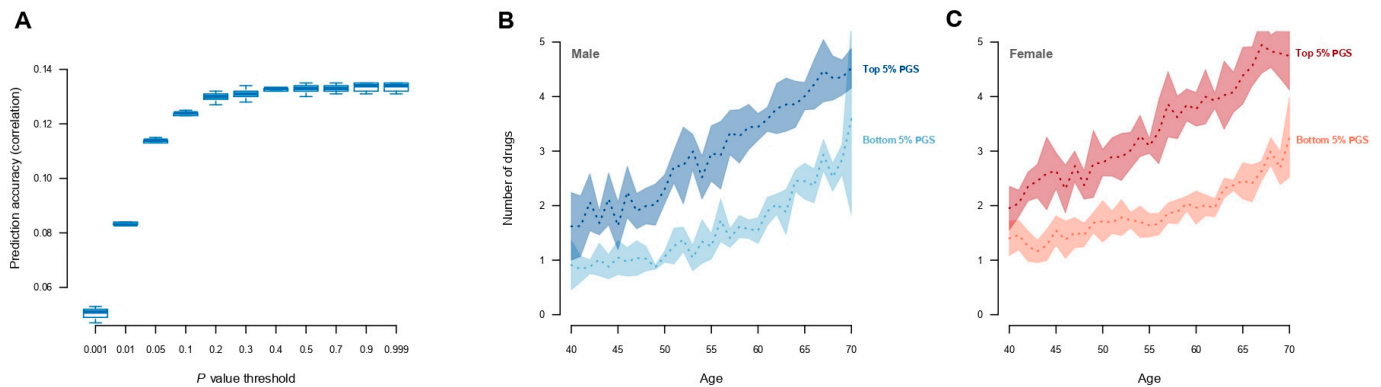 A
Prediction accuracy (correlation)
0.14
0.12
0.10
0.08
0.06
0.001 0.01 0.05 0.1 0.2 0.3 0.4 0.5 0.7 0.9 0.999
P value threshold
B
Male
Number of drugs
5
4
3
2
1
0
Top 5% PGS
Bottom 5% PGS
40 45 50 55 60 65 70
Age
C
Female
5
4
3
2
1
0
Top 5% PGS
Bottom 5% PGS
40 45 50 55 60 65 70
Age